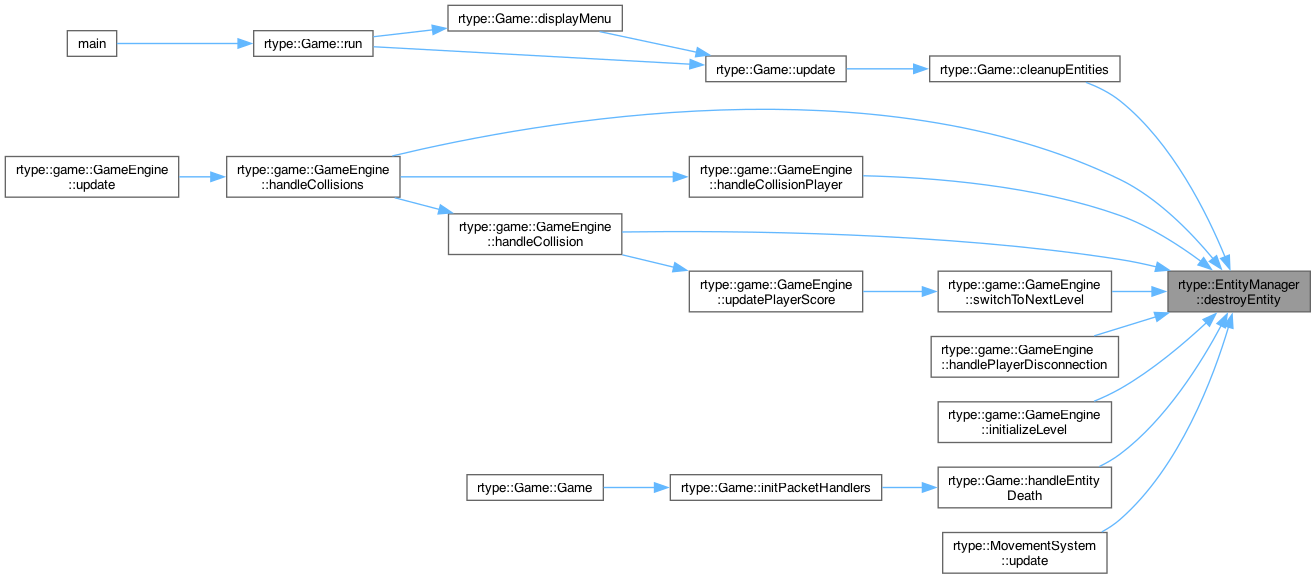 rtype::Game::displayMenu
main
rtype::Game::run
rtype::Game::update
rtype::Game::cleanupEntities
rtype::game::GameEngine
::update
rtype::game::GameEngine
::handleCollisions
rtype::game::GameEngine
::handleCollisionPlayer
rtype::game::GameEngine
::handleCollision
rtype::game::GameEngine
::updatePlayerScore
rtype::game::GameEngine
::switchToNextLevel
rtype::EntityManager
::destroyEntity
rtype::game::GameEngine
::handlePlayerDisconnection
rtype::game::GameEngine
::initializeLevel
rtype::Game::Game
rtype::Game::initPacketHandlers
rtype::Game::handleEntity
Death
rtype::MovementSystem
::update